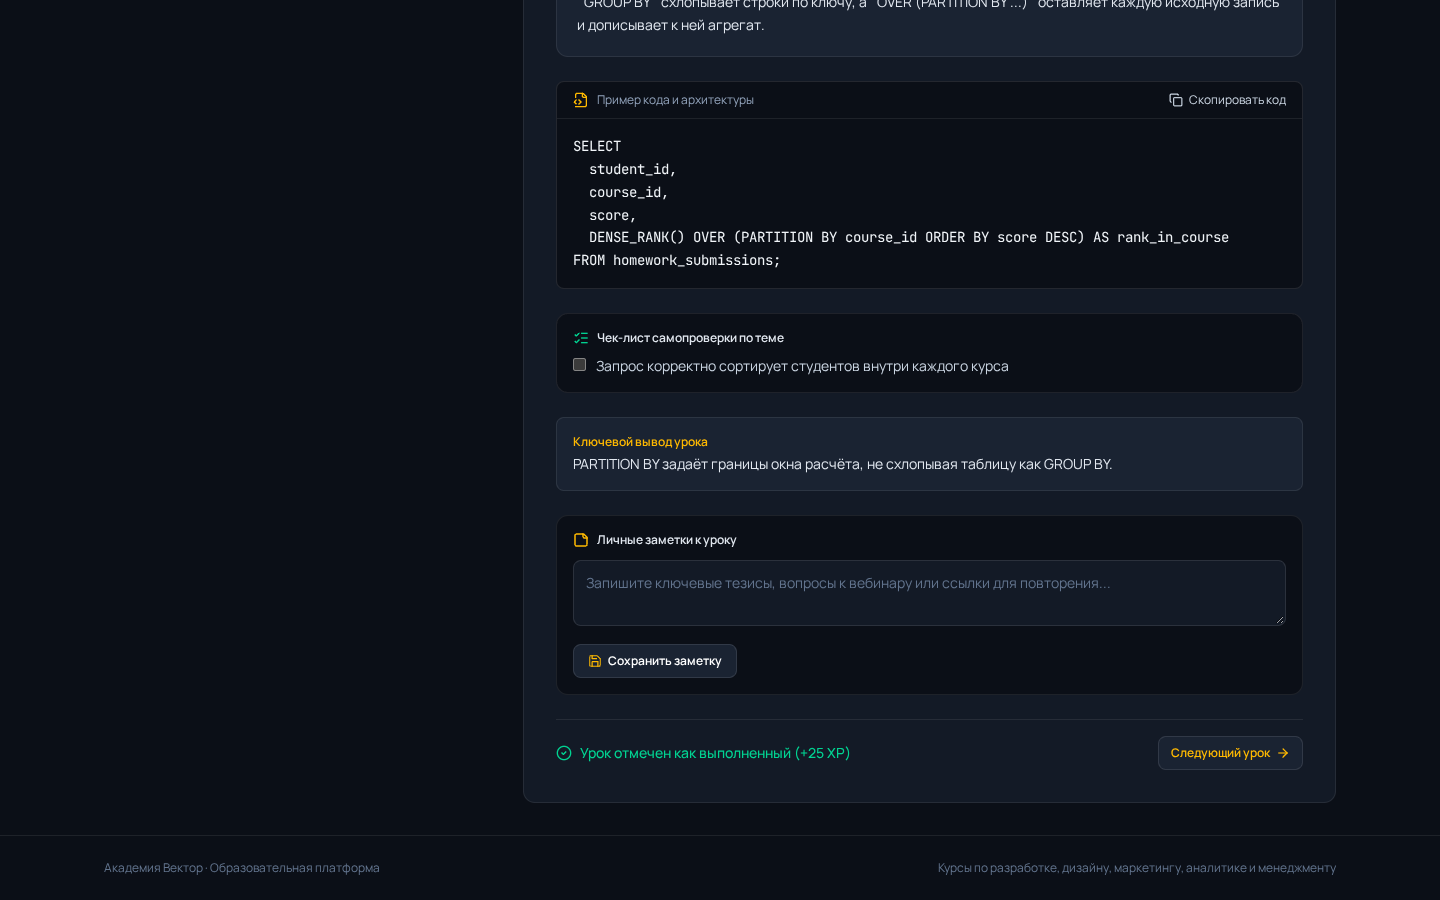 `GROUP BY` схлопывает строки по ключу, а `OVER (PARTITION BY ...)` оставляет каждую исходную запись
и дописывает к ней агрегат.
Пример кода и архитектуры
Скопировать код
SELECT
  student_id,
  course_id,
  score,
  DENSE_RANK() OVER (PARTITION BY course_id ORDER BY score DESC) AS rank_in_course
FROM homework_submissions;
Чек-лист самопроверки по теме
Запрос корректно сортирует студентов внутри каждого курса
Ключевой вывод урока
PARTITION BY задаёт границы окна расчёта, не схлопывая таблицу как GROUP BY.
Личные заметки к уроку
Запишите ключевые тезисы, вопросы к вебинару или ссылки для повторения...
Сохранить заметку
Урок отмечен как выполненный (+25 XP)
Следующий урок
Академия Вектор · Образовательная платформа
Курсы по разработке, дизайну, маркетингу, аналитике и менеджменту